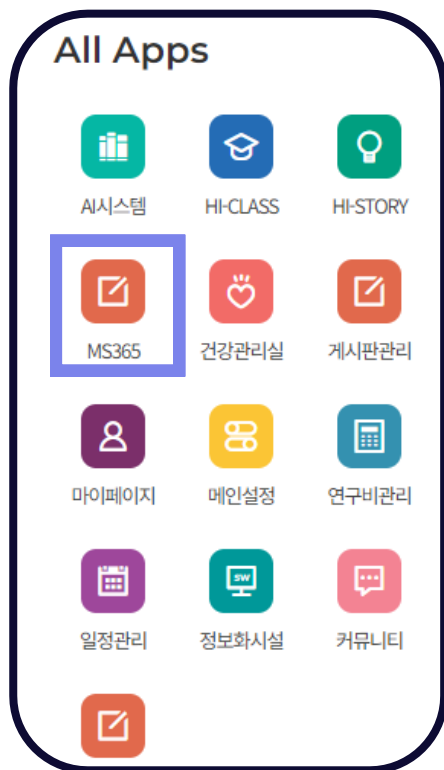 All Apps
AI시스템 HI-CLASS HI-STORY
MS365 건강관리실 게시판관리
마이페이지 메인설정 연구비관리
일정관리 SW 정보화시설 커뮤니티